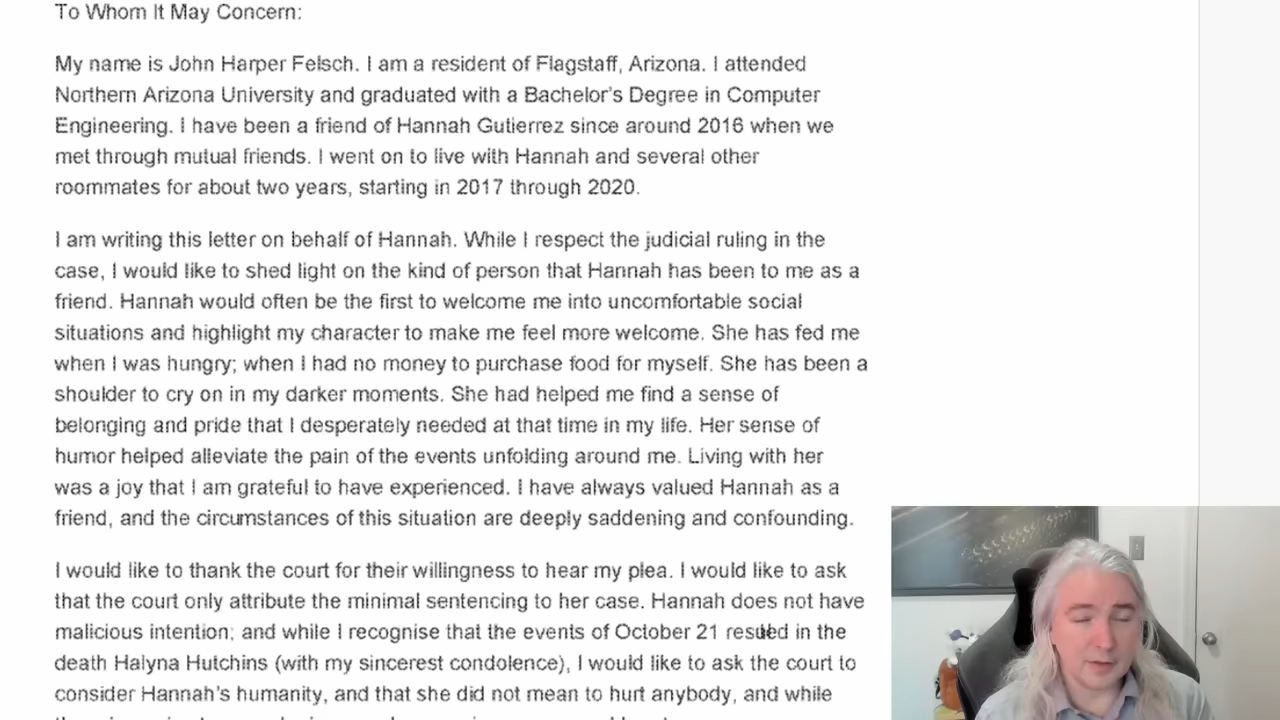 To Whom It May Concern:
My name is John Harper Felsch. I am a resident of Flagstaff, Arizona. I attended
Northern Arizona University and graduated with a Bachelor's Degree in Computer
Engineering. I have been a friend of Hannah Gutierrez since around 2016 when we
met through mutual friends. I went on to live with Hannah and several other
roommates for about two years, starting in 2017 through 2020.
I am writing this letter on behalf of Hannah. While I respect the judicial ruling in the
case, I would like to shed light on the kind of person that Hannah has been to me as a
friend. Hannah would often be the first to welcome me into uncomfortable social
situations and highlight my character to make me feel more welcome. She has fed me
when I was hungry; when I had no money to purchase food for myself. She has been a
shoulder to cry on in my darker moments. She had helped me find a sense of
belonging and pride that I desperately needed at that time in my life. Her sense of
humor helped alleviate the pain of the events unfolding around me. Living with her
was a joy that I am grateful to have experienced. I have always valued Hannah as a
friend, and the circumstances of this situation are deeply saddening and confounding.
I would like to thank the court for their willingness to hear my plea. I would like to ask
that the court only attribute the minimal sentencing to her case. Hannah does not have
malicious intention; and while I recognise that the events of October 21 resulted in the
death Halyna Hutchins (with my sincerest condolence), I would like to ask the court to
consider Hannah's humanity, and that she did not mean to hurt anybody, and while